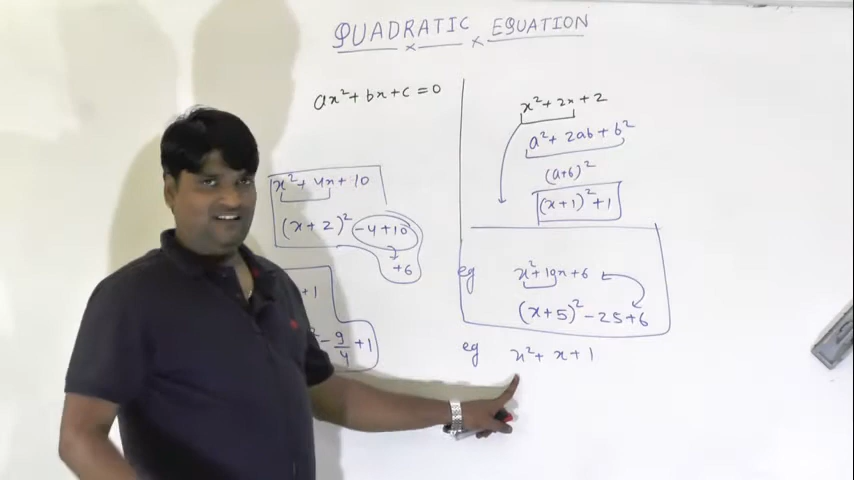 QUADRATIC EQUATION
ax²+bx+c=0
x²+4x+10
(x+2)²-4+10
+6
+1
-9/4+1
x²+2x+2
a²+2ab+b²
(a+b)²
(x+1)²+1
eg x²+10x+6
(x+5)²-25+6
eg x²+x+1